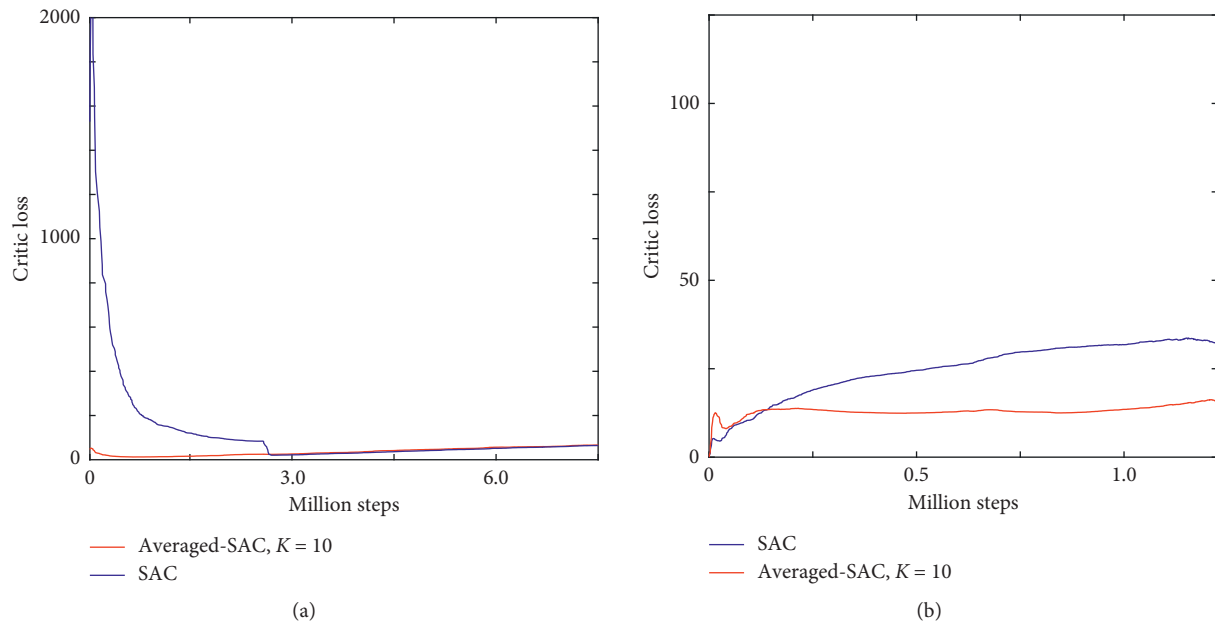 2000
1000
0
Critic loss
0
3.0
6.0
Million steps
Averaged-SAC, K = 10
SAC
(a)
100
50
0
Critic loss
0
0.5
1.0
Million steps
SAC
Averaged-SAC, K = 10
(b)